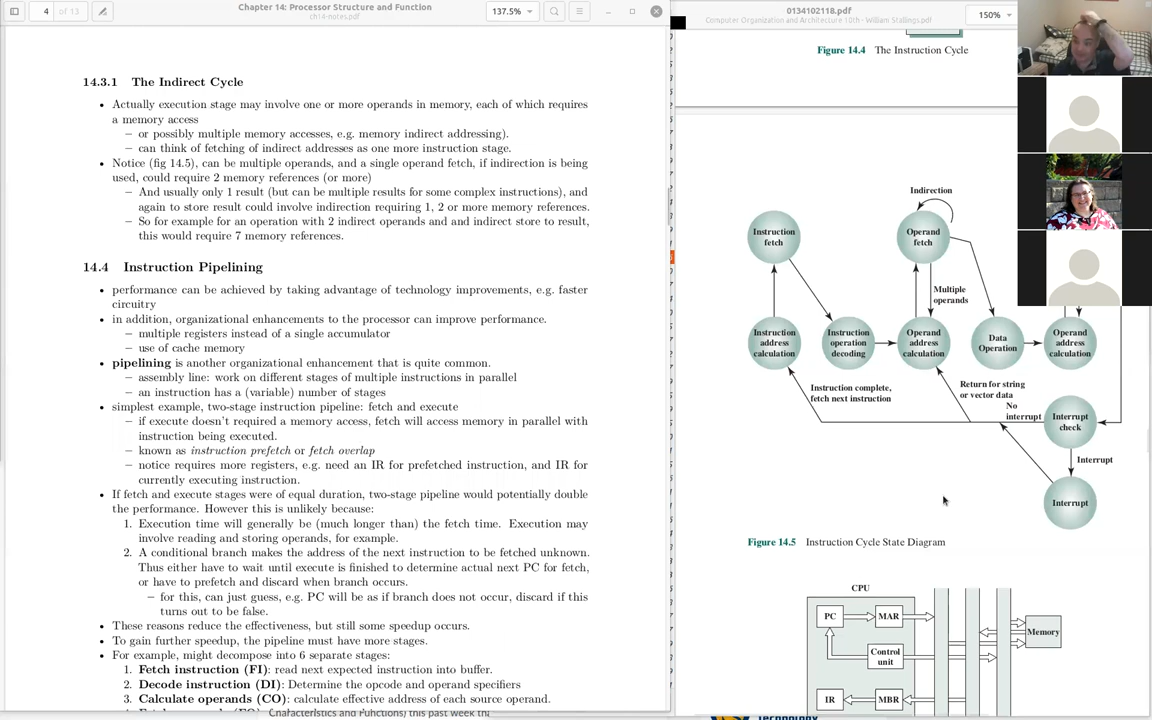 4 of 13
Chapter 14: Processor Structure and Function
ch14-notes.pdf
137.5%
0134102118.pdf
Computer Organization and Architecture 10th - William Stallings.pdf
150%
14.3.1 The Indirect Cycle
• Actually execution stage may involve one or more operands in memory, each of which requires
a memory access
– or possibly multiple memory accesses, e.g. memory indirect addressing).
– can think of fetching of indirect addresses as one more instruction stage.
• Notice (fig 14.5), can be multiple operands, and a single operand fetch, if indirection is being
used, could require 2 memory references (or more)
– And usually only 1 result (but can be multiple results for some complex instructions), and
again to store result could involve indirection requiring 1, 2 or more memory references.
– So for example for an operation with 2 indirect operands and and indirect store to result,
this would require 7 memory references.
14.4 Instruction Pipelining
• performance can be achieved by taking advantage of technology improvements, e.g. faster
circuitry
• in addition, organizational enhancements to the processor can improve performance.
– multiple registers instead of a single accumulator
– use of cache memory
• pipelining is another organizational enhancement that is quite common.
– assembly line: work on different stages of multiple instructions in parallel
– an instruction has a (variable) number of stages
• simplest example, two-stage instruction pipeline: fetch and execute
– if execute doesn't required a memory access, fetch will access memory in parallel with
instruction being executed.
– known as instruction prefetch or fetch overlap
– notice requires more registers, e.g. need an IR for prefetched instruction, and IR for
currently executing instruction.
• If fetch and execute stages were of equal duration, two-stage pipeline would potentially double
the performance. However this is unlikely because:
1. Execution time will generally be (much longer than) the fetch time. Execution may
involve reading and storing operands, for example.
2. A conditional branch makes the address of the next instruction to be fetched unknown.
Thus either have to wait until execute is finished to determine actual next PC for fetch,
or have to prefetch and discard when branch occurs.
– for this, can just guess, e.g. PC will be as if branch does not occur, discard if this
turns out to be false.
• These reasons reduce the effectiveness, but still some speedup occurs.
• To gain further speedup, the pipeline must have more stages.
• For example, might decompose into 6 separate stages:
1. Fetch instruction (FI): read next expected instruction into buffer.
2. Decode instruction (DI): Determine the opcode and operand specifiers
3. Calculate operands (CO): calculate effective address of each source operand.
Characteristics and Functions) this past week
Figure 14.4 The Instruction Cycle
Indirection
Instruction
fetch
Operand
fetch
Multiple
operands
Instruction
address
calculation
Instruction
operation
decoding
Operand
address
calculation
Data
Operation
Operand
address
calculation
Instruction complete,
fetch next instruction
Return for string
or vector data
No
interrupt
Interrupt
check
Interrupt
Interrupt
Figure 14.5 Instruction Cycle State Diagram
CPU
PC
MAR
Memory
Control
unit
IR
MBR
Technology